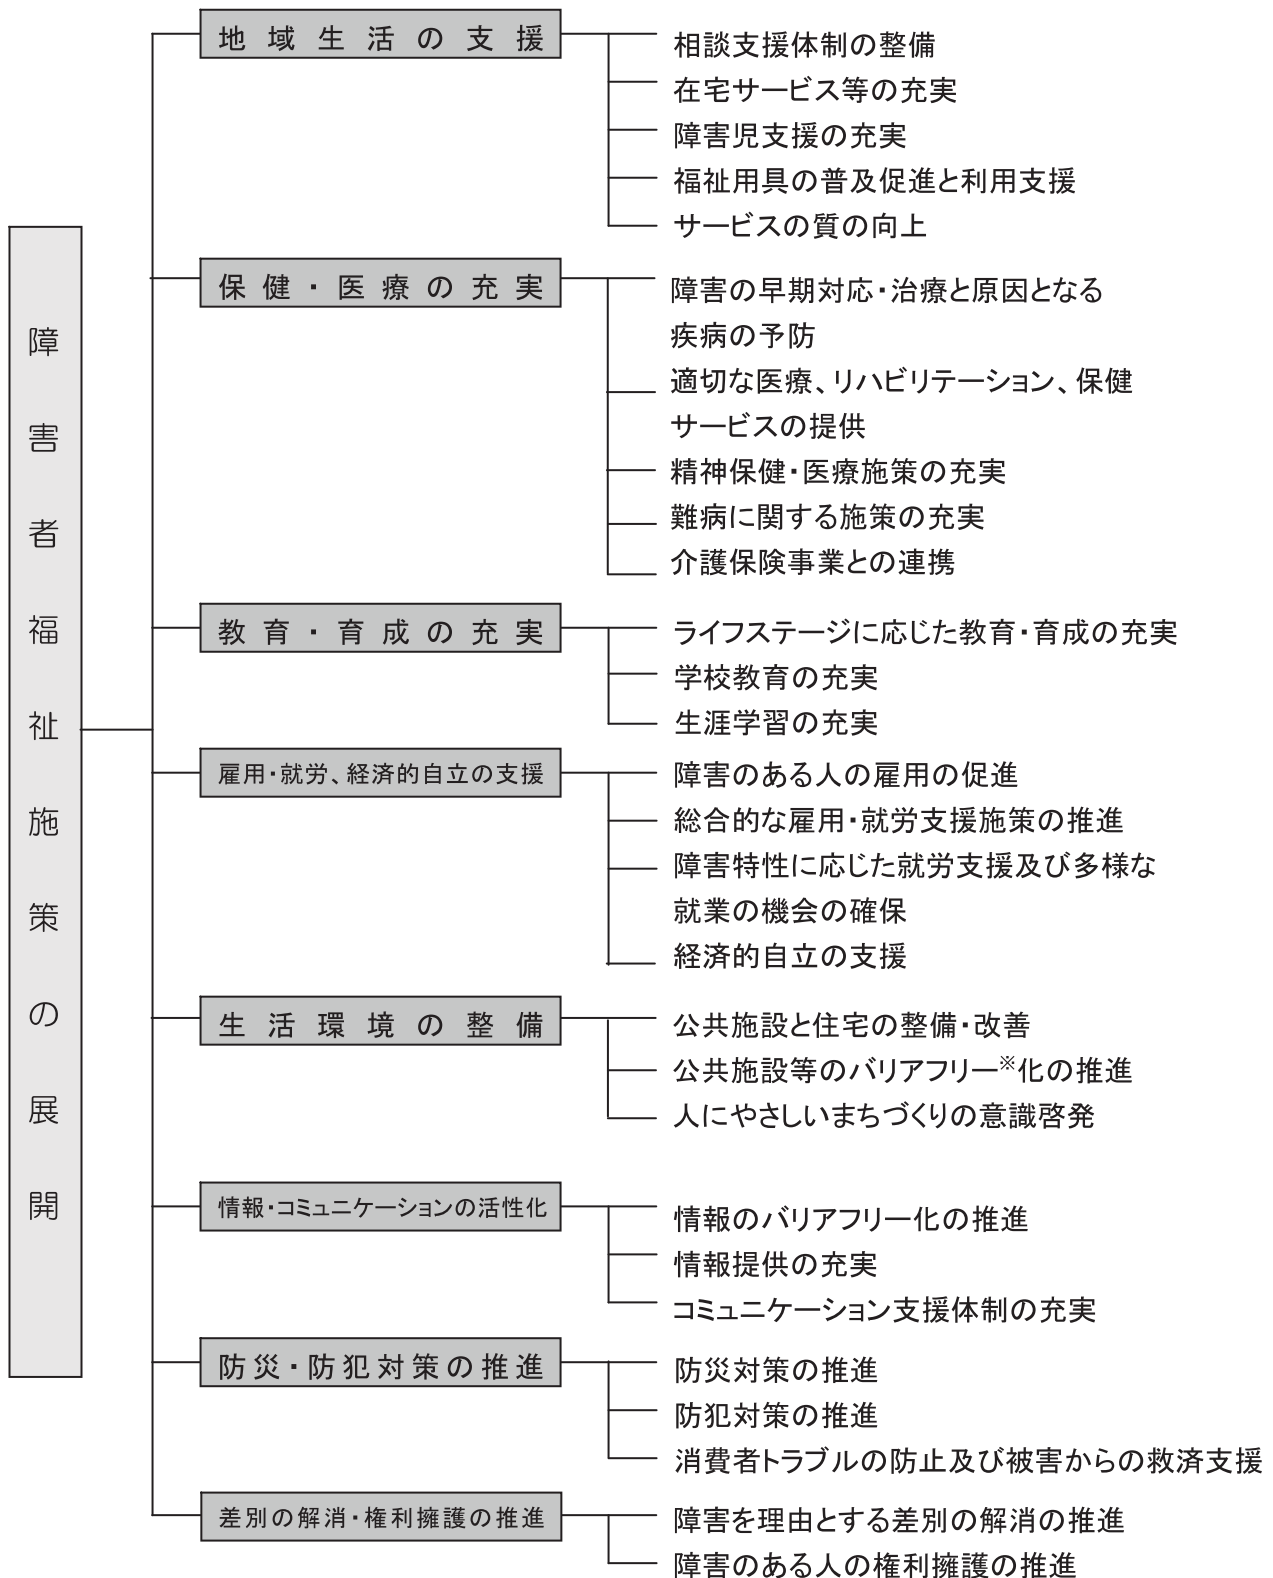 障害者福祉施策の展開
地域生活の支援
相談支援体制の整備
在宅サービス等の充実
障害児支援の充実
福祉用具の普及促進と利用支援
サービスの質の向上
保健・医療の充実
障害の早期対応・治療と原因となる
疾病の予防
適切な医療、リハビリテーション、保健
サービスの提供
精神保健・医療施策の充実
難病に関する施策の充実
介護保険事業との連携
教育・育成の充実
ライフステージに応じた教育・育成の充実
学校教育の充実
生涯学習の充実
雇用・就労、経済的自立の支援
障害のある人の雇用の促進
総合的な雇用・就労支援施策の推進
障害特性に応じた就労支援及び多様な
就業の機会の確保
経済的自立の支援
生活環境の整備
公共施設と住宅の整備・改善
公共施設等のバリアフリー※化の推進
人にやさしいまちづくりの意識啓発
情報・コミュニケーションの活性化
情報のバリアフリー化の推進
情報提供の充実
コミュニケーション支援体制の充実
防災・防犯対策の推進
防災対策の推進
防犯対策の推進
消費者トラブルの防止及び被害からの救済支援
差別の解消・権利擁護の推進
障害を理由とする差別の解消の推進
障害のある人の権利擁護の推進